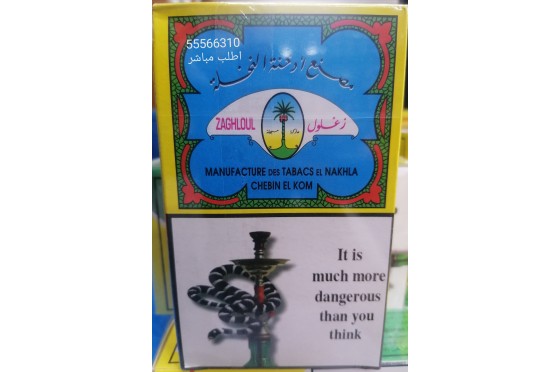 55566310
اطلب مباشر
مصنع أدخنة النخلة
ZAGHLOUL
زغلول
MANUFACTURE DES TABACS EL NAKHLA
CHEBIN EL KOM
It is
much more
dangerous
than you
think